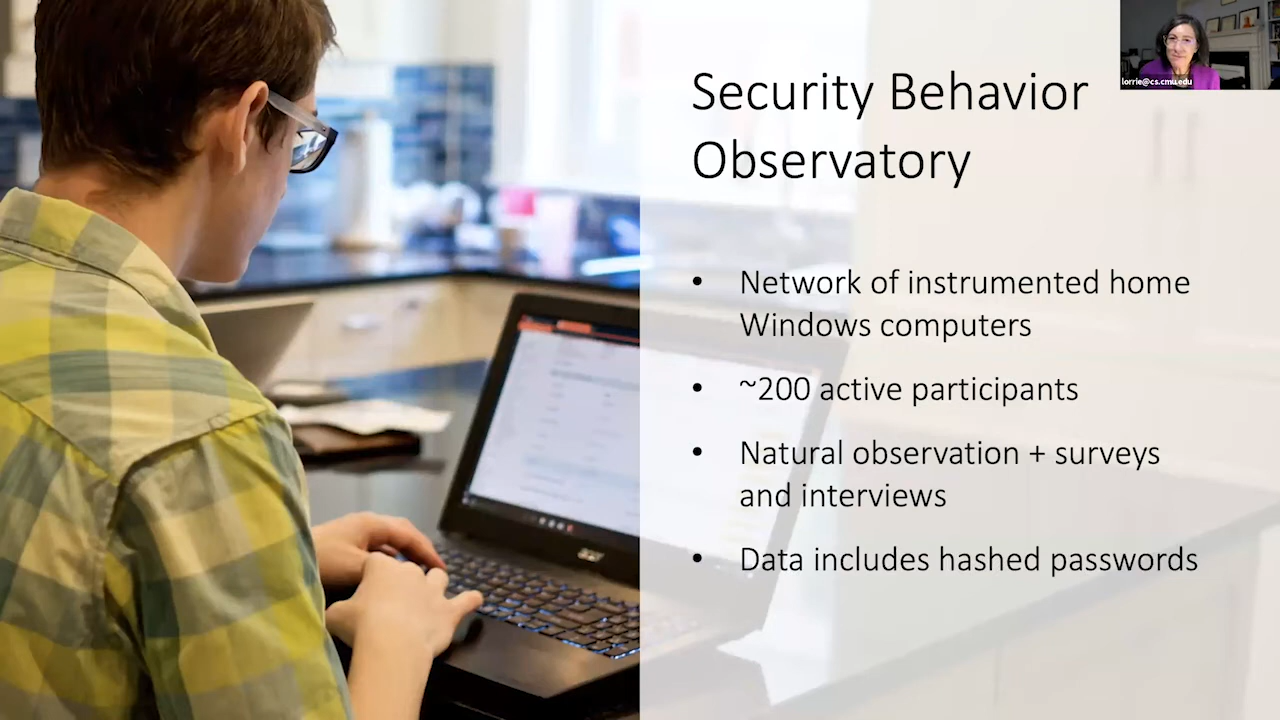 Security Behavior
Observatory
lorrie@cs.cmu.edu
• Network of instrumented home
Windows computers
• ~200 active participants
• Natural observation + surveys
and interviews
• Data includes hashed passwords
acer